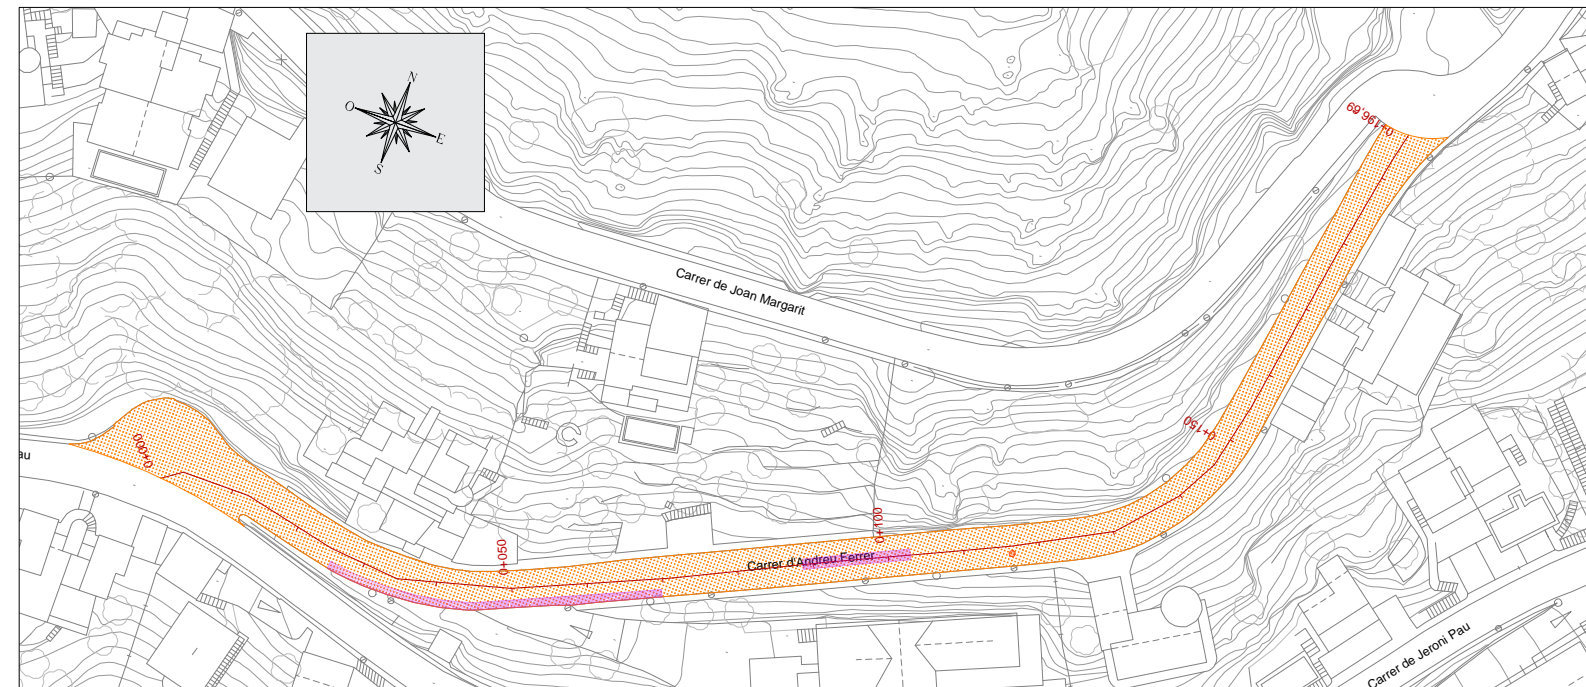 N
O
E
S
0+196,69
Carrer de Joan Margarit
0+150
0+000
au
0+100
0+050
Carrer d'Andreu Ferrer
Carrer de Jeroni Pau